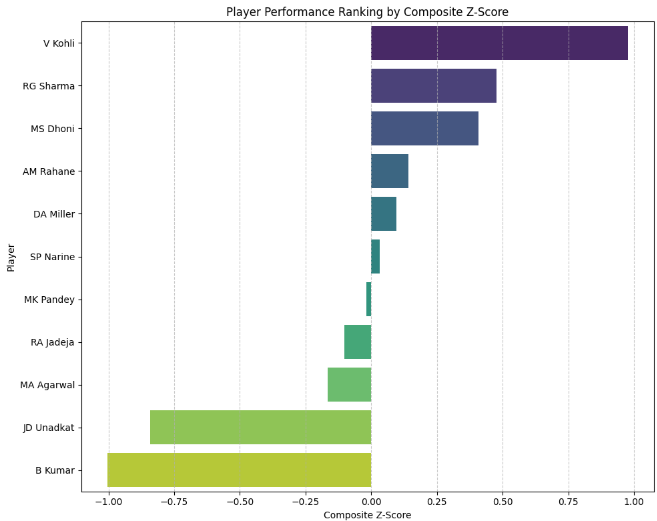 Player Performance Ranking by Composite Z-Score
V Kohli
RG Sharma
MS Dhoni
AM Rahane
DA Miller
SP Narine
MK Pandey
RA Jadeja
MA Agarwal
JD Unadkat
B Kumar
Player
−1.00 −0.75 −0.50 −0.25 0.00 0.25 0.50 0.75 1.00
Composite Z-Score